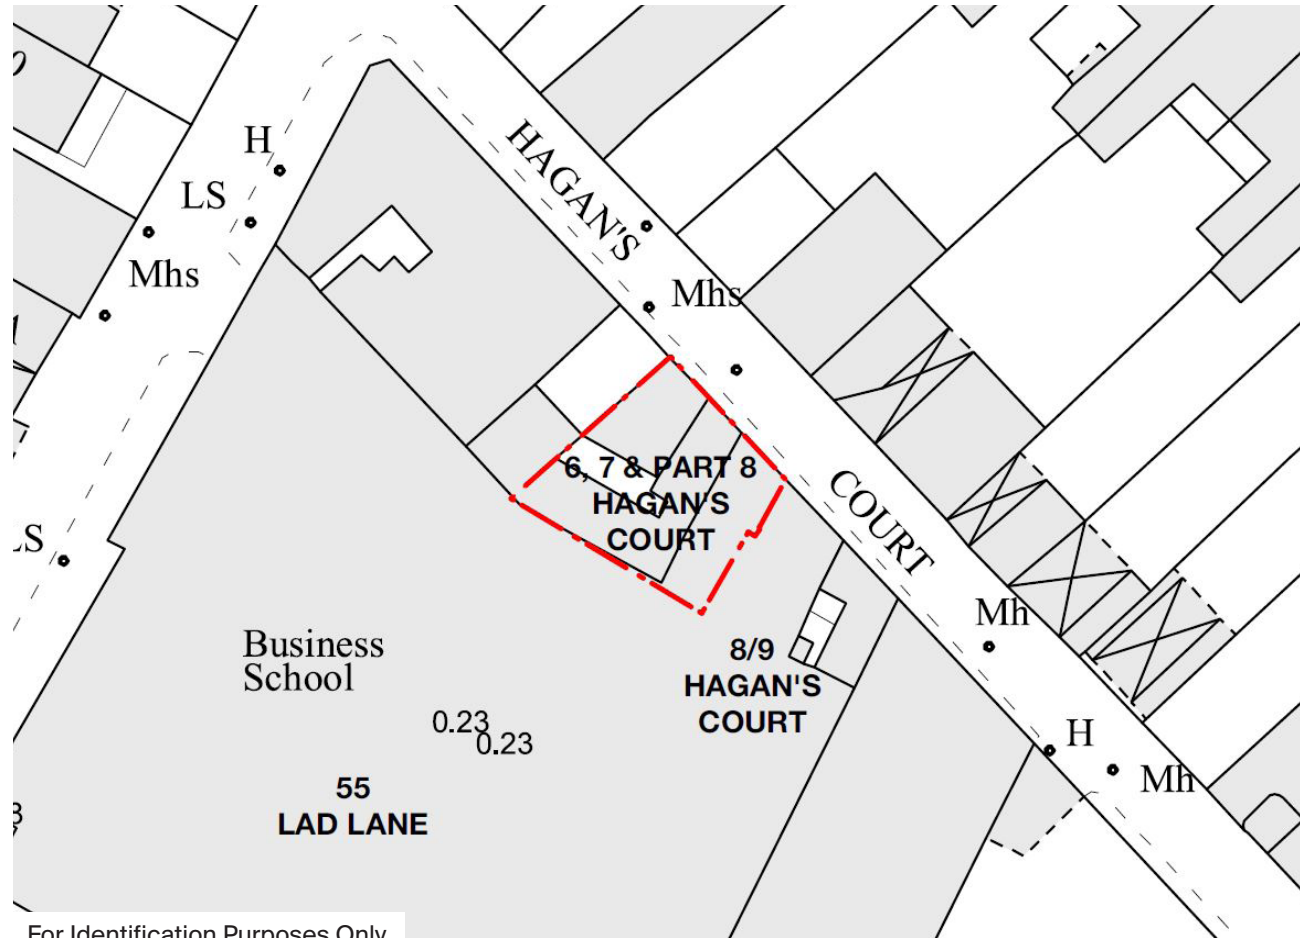 H
HAGAN'S
LS
Mhs
Mhs
6, 7 & PART 8
HAGAN'S
COURT
COURT
Mh
Business
School
8/9
HAGAN'S
COURT
0.23
0.23
H
Mh
55
LAD LANE
For Identification Purposes Only